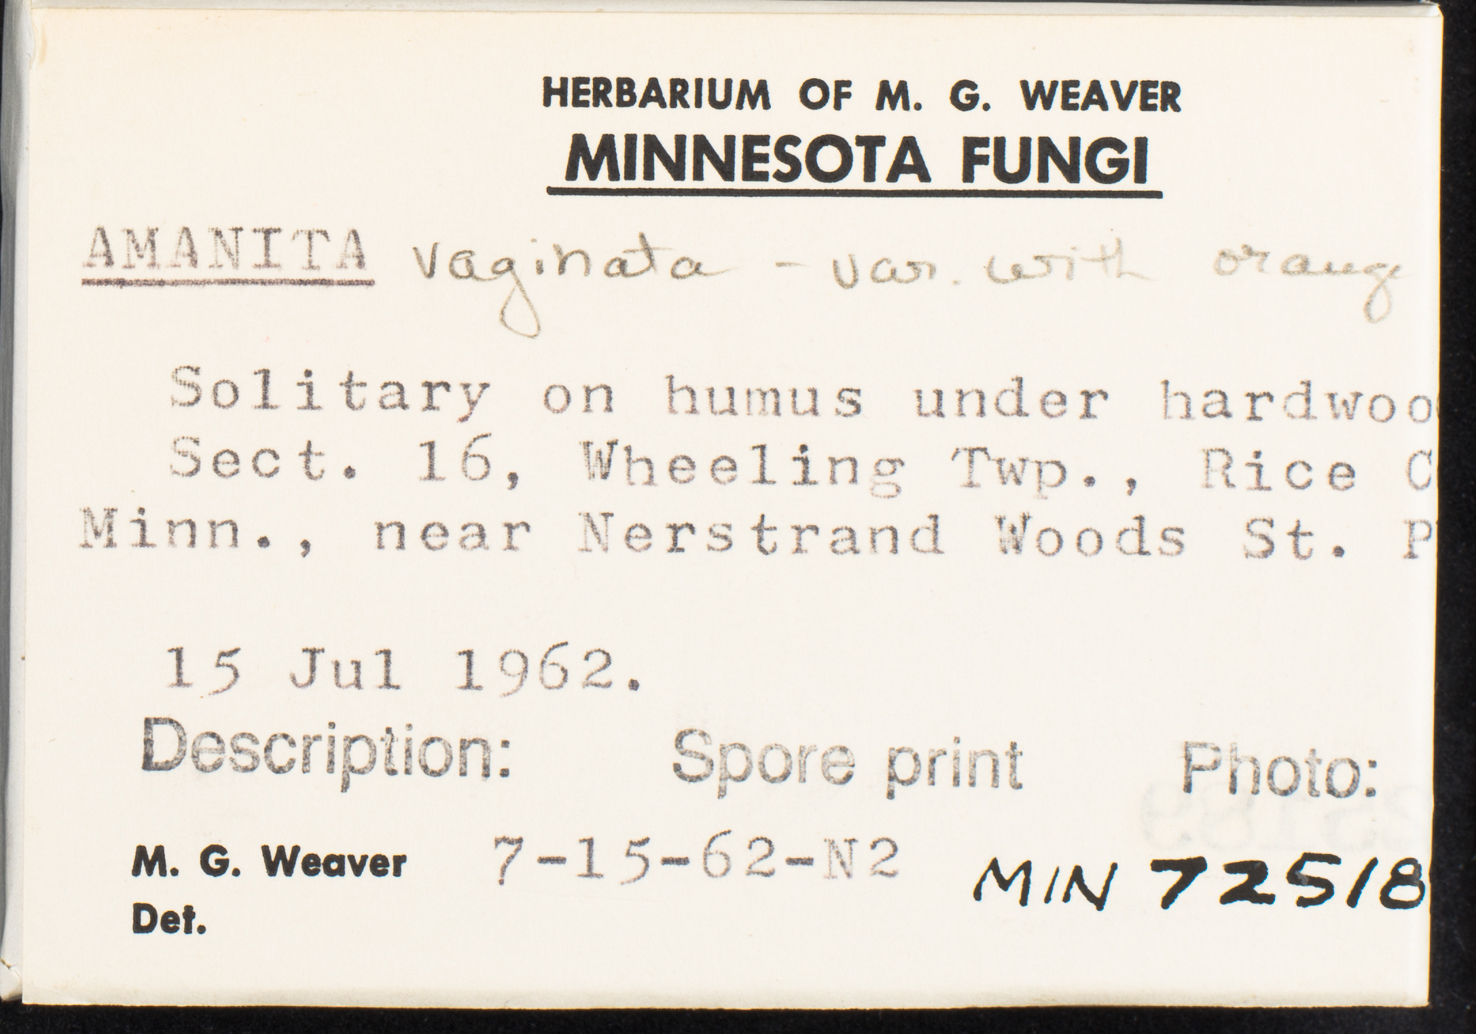 HERBARIUM OF M. G. WEAVER
MINNESOTA FUNGI
AMANITA vaginata - var. with orange
Solitary on humus under hardwoo
Sect. 16, Wheeling Twp., Rice C
Minn., near Nerstrand Woods St. P
15 Jul 1962.
Description: Spore print Photo:
M. G. Weaver 7-15-62-N2 MIN 72518
Det.